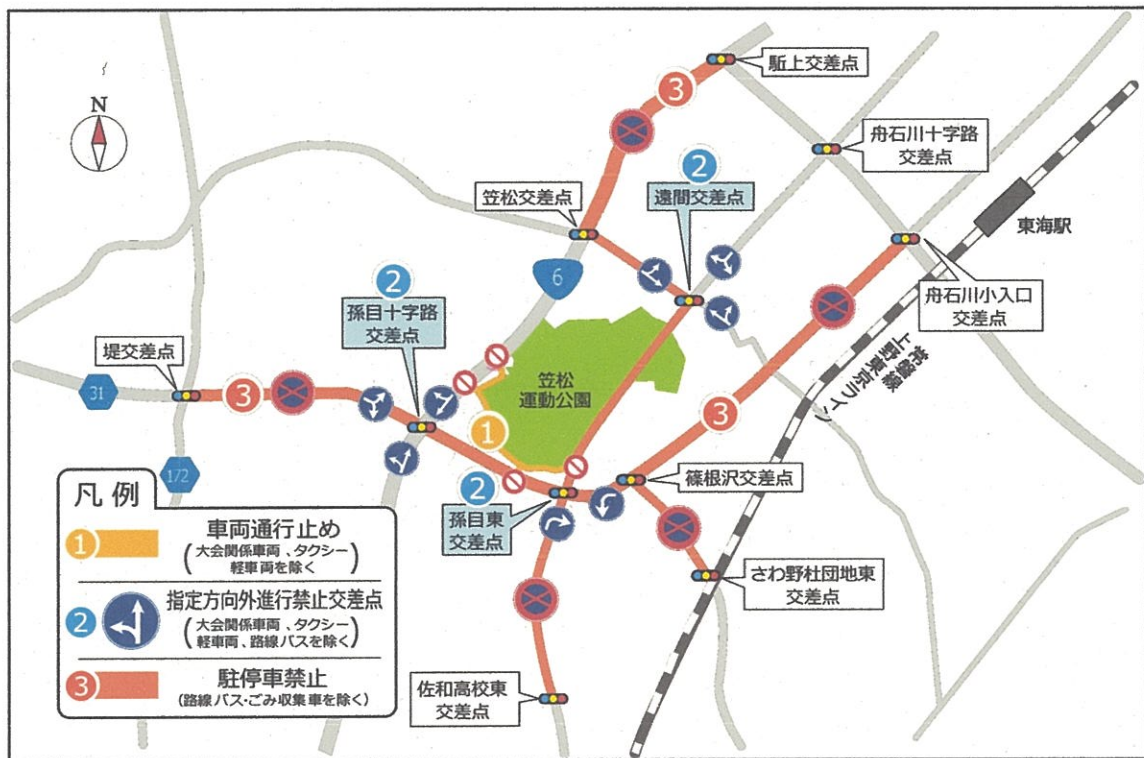 N
駈上交差点
舟石川十字路
交差点
2
遠間交差点
笠松交差点
3
東海駅
6
2
孫目十字路
交差点
舟石川小入口
交差点
堤交差点
31
3
笠松
運動公園
常磐線
上野東京ライン
1
3
172
2
孫目東
交差点
篠根沢交差点
さわ野杜団地東
交差点
佐和高校東
交差点
凡例
1 車両通行止め
(大会関係車両、タクシー
軽車両を除く)
2 指定方向外進行禁止交差点
(大会関係車両、タクシー
軽車両、路線バスを除く)
3 駐停車禁止
(路線バス・ごみ収集車を除く)